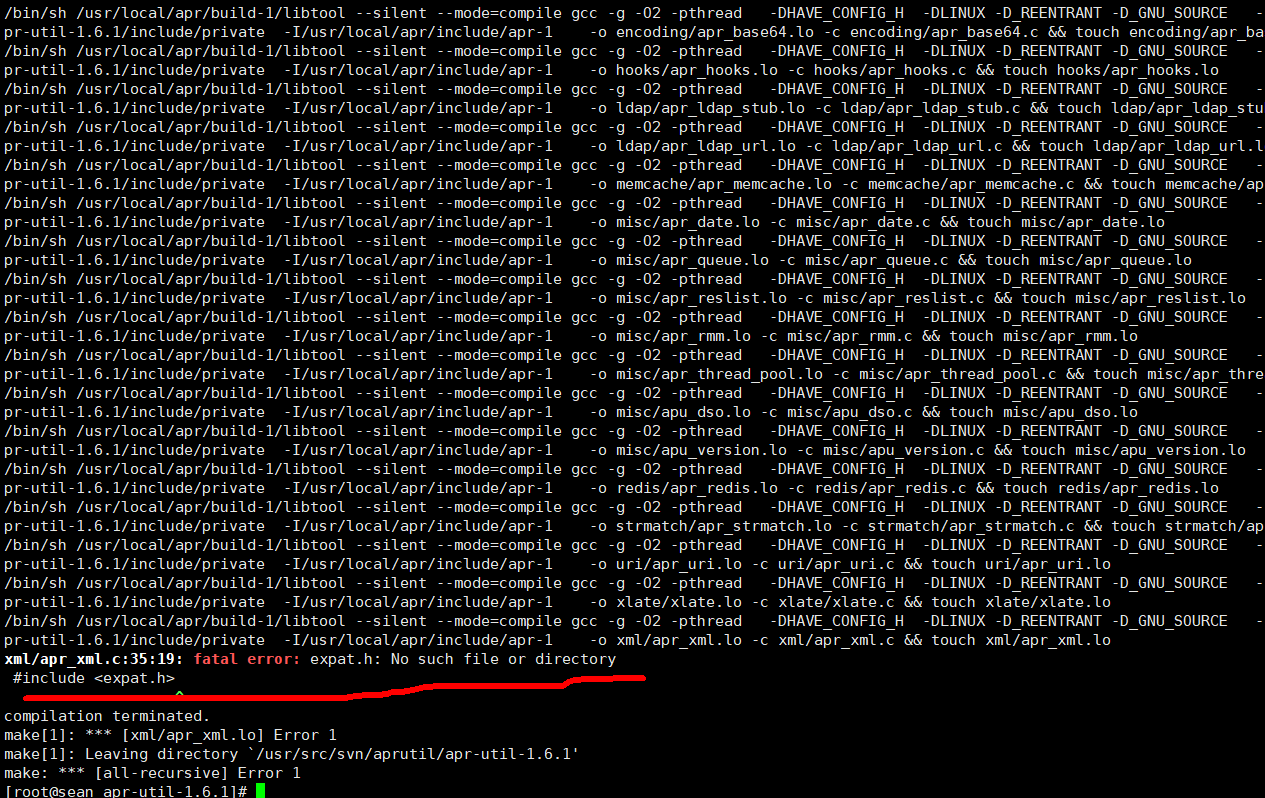 /bin/sh /usr/local/apr/build-1/libtool --silent --mode=compile gcc -g -O2 -pthread   -DHAVE_CONFIG_H  -DLINUX -D_REENTRANT -D_GNU_SOURCE   -
pr-util-1.6.1/include/private  -I/usr/local/apr/include/apr-1    -o encoding/apr_base64.lo -c encoding/apr_base64.c && touch encoding/apr_ba
/bin/sh /usr/local/apr/build-1/libtool --silent --mode=compile gcc -g -O2 -pthread   -DHAVE_CONFIG_H  -DLINUX -D_REENTRANT -D_GNU_SOURCE   -
pr-util-1.6.1/include/private  -I/usr/local/apr/include/apr-1    -o hooks/apr_hooks.lo -c hooks/apr_hooks.c && touch hooks/apr_hooks.lo
/bin/sh /usr/local/apr/build-1/libtool --silent --mode=compile gcc -g -O2 -pthread   -DHAVE_CONFIG_H  -DLINUX -D_REENTRANT -D_GNU_SOURCE   -
pr-util-1.6.1/include/private  -I/usr/local/apr/include/apr-1    -o ldap/apr_ldap_stub.lo -c ldap/apr_ldap_stub.c && touch ldap/apr_ldap_stu
/bin/sh /usr/local/apr/build-1/libtool --silent --mode=compile gcc -g -O2 -pthread   -DHAVE_CONFIG_H  -DLINUX -D_REENTRANT -D_GNU_SOURCE   -
pr-util-1.6.1/include/private  -I/usr/local/apr/include/apr-1    -o ldap/apr_ldap_url.lo -c ldap/apr_ldap_url.c && touch ldap/apr_ldap_url.l
/bin/sh /usr/local/apr/build-1/libtool --silent --mode=compile gcc -g -O2 -pthread   -DHAVE_CONFIG_H  -DLINUX -D_REENTRANT -D_GNU_SOURCE   -
pr-util-1.6.1/include/private  -I/usr/local/apr/include/apr-1    -o memcache/apr_memcache.lo -c memcache/apr_memcache.c && touch memcache/ap
/bin/sh /usr/local/apr/build-1/libtool --silent --mode=compile gcc -g -O2 -pthread   -DHAVE_CONFIG_H  -DLINUX -D_REENTRANT -D_GNU_SOURCE   -
pr-util-1.6.1/include/private  -I/usr/local/apr/include/apr-1    -o misc/apr_date.lo -c misc/apr_date.c && touch misc/apr_date.lo
/bin/sh /usr/local/apr/build-1/libtool --silent --mode=compile gcc -g -O2 -pthread   -DHAVE_CONFIG_H  -DLINUX -D_REENTRANT -D_GNU_SOURCE   -
pr-util-1.6.1/include/private  -I/usr/local/apr/include/apr-1    -o misc/apr_queue.lo -c misc/apr_queue.c && touch misc/apr_queue.lo
/bin/sh /usr/local/apr/build-1/libtool --silent --mode=compile gcc -g -O2 -pthread   -DHAVE_CONFIG_H  -DLINUX -D_REENTRANT -D_GNU_SOURCE   -
pr-util-1.6.1/include/private  -I/usr/local/apr/include/apr-1    -o misc/apr_reslist.lo -c misc/apr_reslist.c && touch misc/apr_reslist.lo
/bin/sh /usr/local/apr/build-1/libtool --silent --mode=compile gcc -g -O2 -pthread   -DHAVE_CONFIG_H  -DLINUX -D_REENTRANT -D_GNU_SOURCE   -
pr-util-1.6.1/include/private  -I/usr/local/apr/include/apr-1    -o misc/apr_rmm.lo -c misc/apr_rmm.c && touch misc/apr_rmm.lo
/bin/sh /usr/local/apr/build-1/libtool --silent --mode=compile gcc -g -O2 -pthread   -DHAVE_CONFIG_H  -DLINUX -D_REENTRANT -D_GNU_SOURCE   -
pr-util-1.6.1/include/private  -I/usr/local/apr/include/apr-1    -o misc/apr_thread_pool.lo -c misc/apr_thread_pool.c && touch misc/apr_thre
/bin/sh /usr/local/apr/build-1/libtool --silent --mode=compile gcc -g -O2 -pthread   -DHAVE_CONFIG_H  -DLINUX -D_REENTRANT -D_GNU_SOURCE   -
pr-util-1.6.1/include/private  -I/usr/local/apr/include/apr-1    -o misc/apu_dso.lo -c misc/apu_dso.c && touch misc/apu_dso.lo
/bin/sh /usr/local/apr/build-1/libtool --silent --mode=compile gcc -g -O2 -pthread   -DHAVE_CONFIG_H  -DLINUX -D_REENTRANT -D_GNU_SOURCE   -
pr-util-1.6.1/include/private  -I/usr/local/apr/include/apr-1    -o misc/apu_version.lo -c misc/apu_version.c && touch misc/apu_version.lo
/bin/sh /usr/local/apr/build-1/libtool --silent --mode=compile gcc -g -O2 -pthread   -DHAVE_CONFIG_H  -DLINUX -D_REENTRANT -D_GNU_SOURCE   -
pr-util-1.6.1/include/private  -I/usr/local/apr/include/apr-1    -o redis/apr_redis.lo -c redis/apr_redis.c && touch redis/apr_redis.lo
/bin/sh /usr/local/apr/build-1/libtool --silent --mode=compile gcc -g -O2 -pthread   -DHAVE_CONFIG_H  -DLINUX -D_REENTRANT -D_GNU_SOURCE   -
pr-util-1.6.1/include/private  -I/usr/local/apr/include/apr-1    -o strmatch/apr_strmatch.lo -c strmatch/apr_strmatch.c && touch strmatch/ap
/bin/sh /usr/local/apr/build-1/libtool --silent --mode=compile gcc -g -O2 -pthread   -DHAVE_CONFIG_H  -DLINUX -D_REENTRANT -D_GNU_SOURCE   -
pr-util-1.6.1/include/private  -I/usr/local/apr/include/apr-1    -o uri/apr_uri.lo -c uri/apr_uri.c && touch uri/apr_uri.lo
/bin/sh /usr/local/apr/build-1/libtool --silent --mode=compile gcc -g -O2 -pthread   -DHAVE_CONFIG_H  -DLINUX -D_REENTRANT -D_GNU_SOURCE   -
pr-util-1.6.1/include/private  -I/usr/local/apr/include/apr-1    -o xlate/xlate.lo -c xlate/xlate.c && touch xlate/xlate.lo
/bin/sh /usr/local/apr/build-1/libtool --silent --mode=compile gcc -g -O2 -pthread   -DHAVE_CONFIG_H  -DLINUX -D_REENTRANT -D_GNU_SOURCE   -
pr-util-1.6.1/include/private  -I/usr/local/apr/include/apr-1    -o xml/apr_xml.lo -c xml/apr_xml.c && touch xml/apr_xml.lo
xml/apr_xml.c:35:19: fatal error: expat.h: No such file or directory
 #include <expat.h>
                   ^
compilation terminated.
make[1]: *** [xml/apr_xml.lo] Error 1
make[1]: Leaving directory `/usr/src/svn/aprutil/apr-util-1.6.1'
make: *** [all-recursive] Error 1
[root@sean apr-util-1.6.1]#